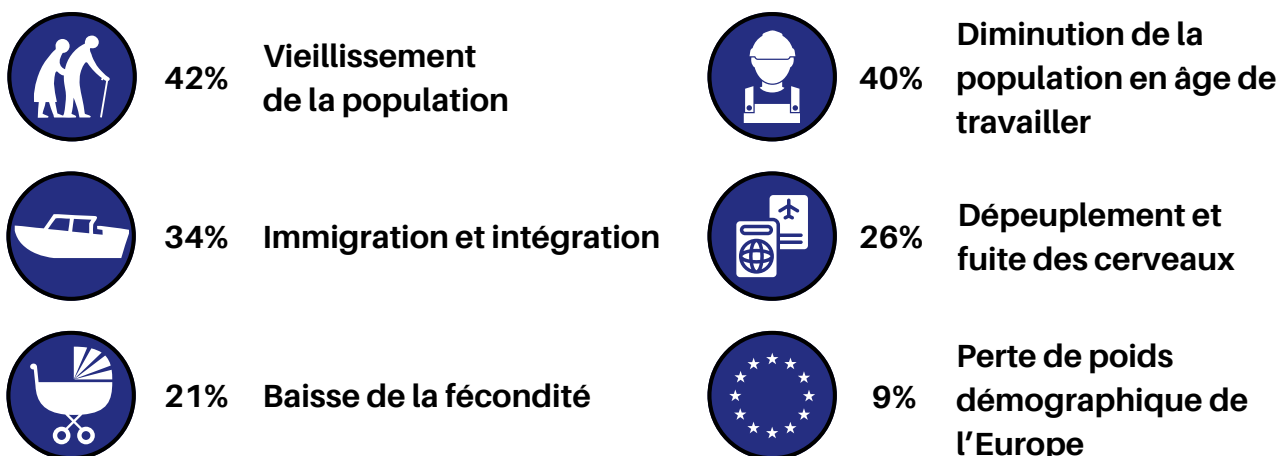 42%
Vieillissement
de la population
40%
Diminution de la
population en âge de
travailler
34%
Immigration et intégration
26%
Dépeuplement et
fuite des cerveaux
21%
Baisse de la fécondité
9%
Perte de poids
démographique de
l’Europe